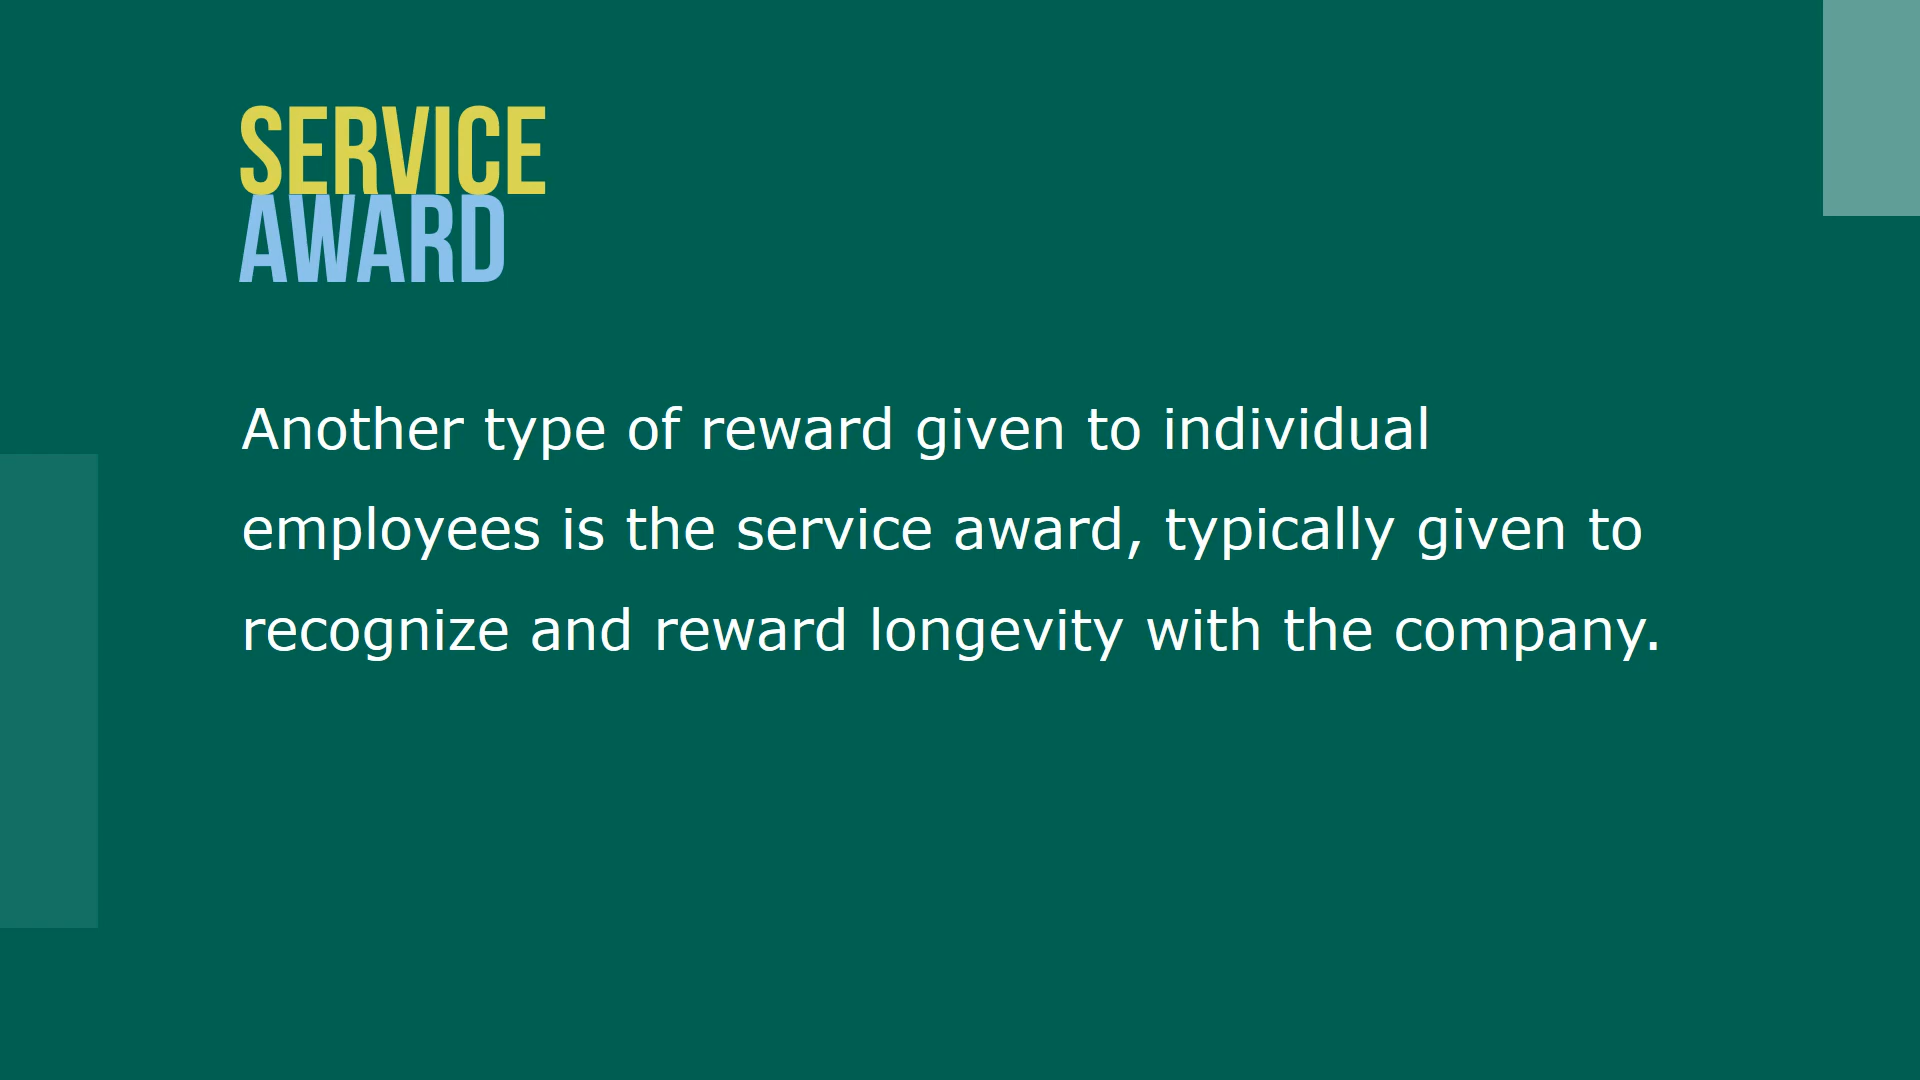 SERVICE
AWARD
Another type of reward given to individual
employees is the service award, typically given to
recognize and reward longevity with the company.